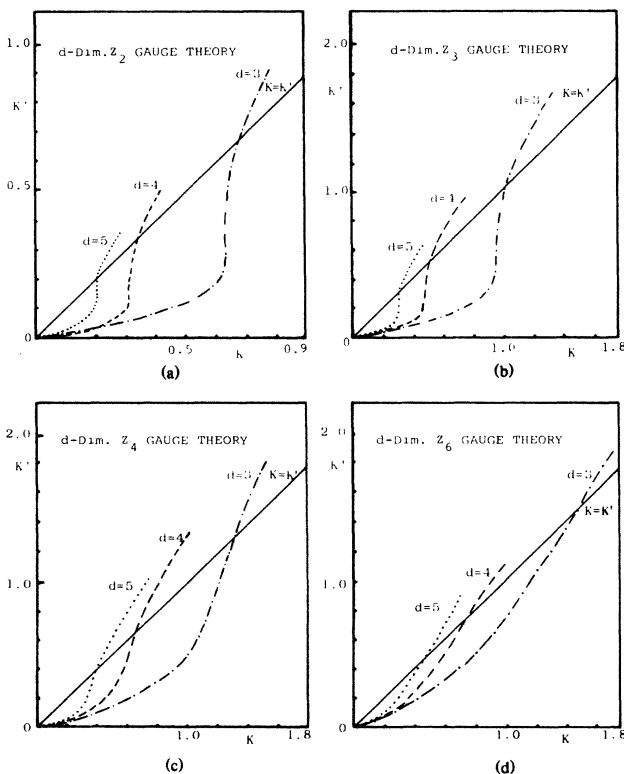 1.0
K'
d-Dim.Z2 GAUGE THEORY
d=3
K=K'
0.5
d=4
d=5
0
0.5
K
0.9
(a)
2.0
K'
d-Dim.Z3 GAUGE THEORY
d=3
K=K'
1.0
d=4
d=5
0
1.0
K
1.8
(b)
2.0
K'
d-Dim. Z4 GAUGE THEORY
d=3
K=K'
d=4
1.0
d=5
0
1.0
K
1.8
(c)
2.0
K'
d-Dim. Z6 GAUGE THEORY
d=3
K=K'
d=4
1.0
d=5
0
1.0
K
1.8
(d)